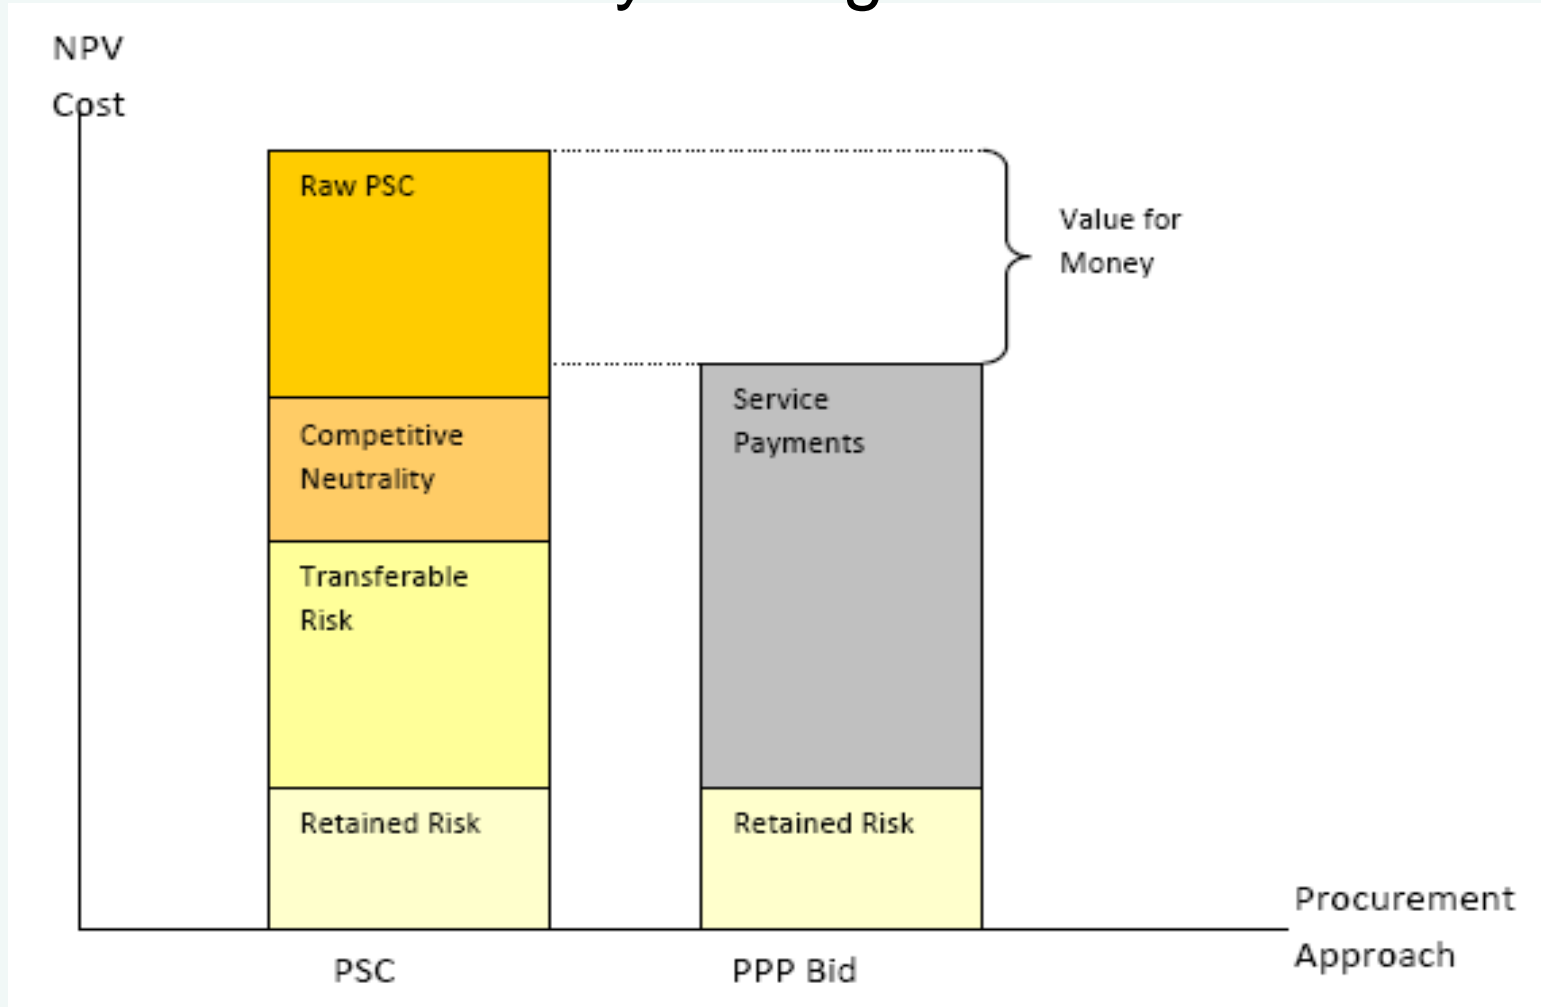 NPV
Cost
Raw PSC
Value for
Money
Service
Payments
Competitive
Neutrality
Transferable
Risk
Retained Risk
Retained Risk
Procurement
Approach
PSC
PPP Bid